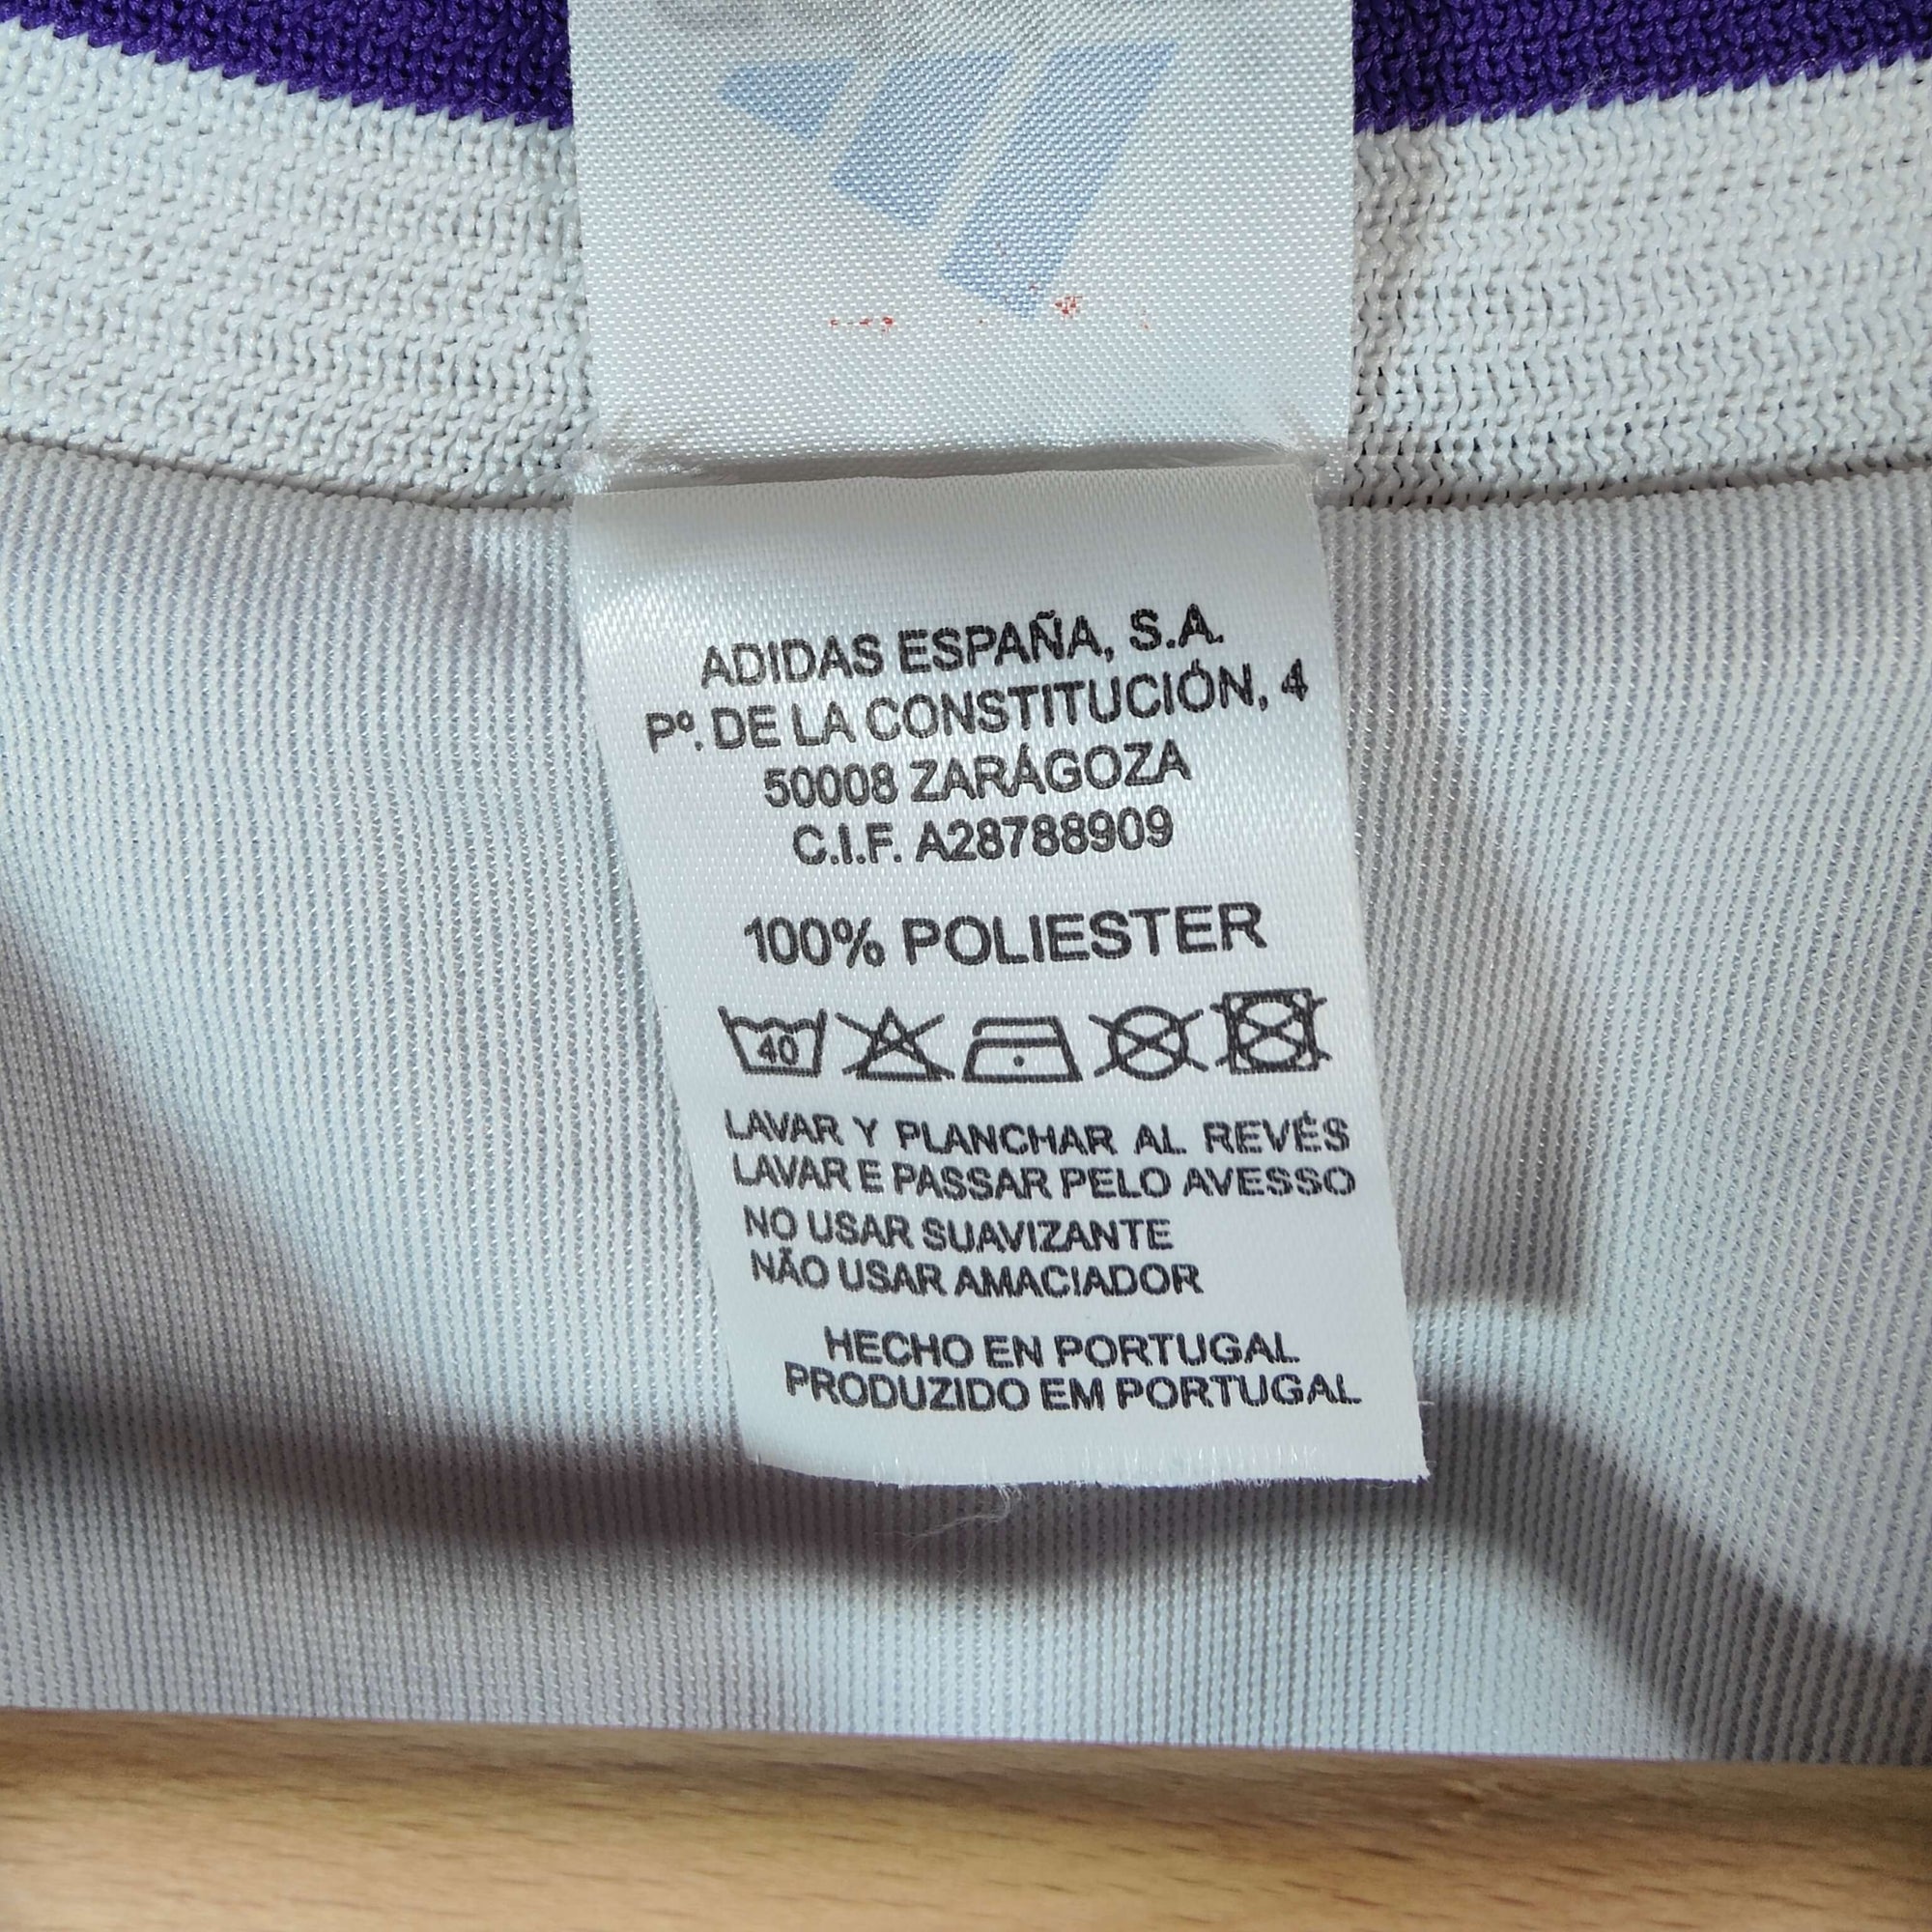 ADIDAS ESPAÑA, S.A.
Pº. DE LA CONSTITUCIÓN, 4
50008 ZARÁGOZA
C.I.F. A28788909
100% POLIESTER
40
LAVAR Y PLANCHAR AL REVÉS
LAVAR E PASSAR PELO AVESSO
NO USAR SUAVIZANTE
NÃO USAR AMACIADOR
HECHO EN PORTUGAL
PRODUZIDO EM PORTUGAL